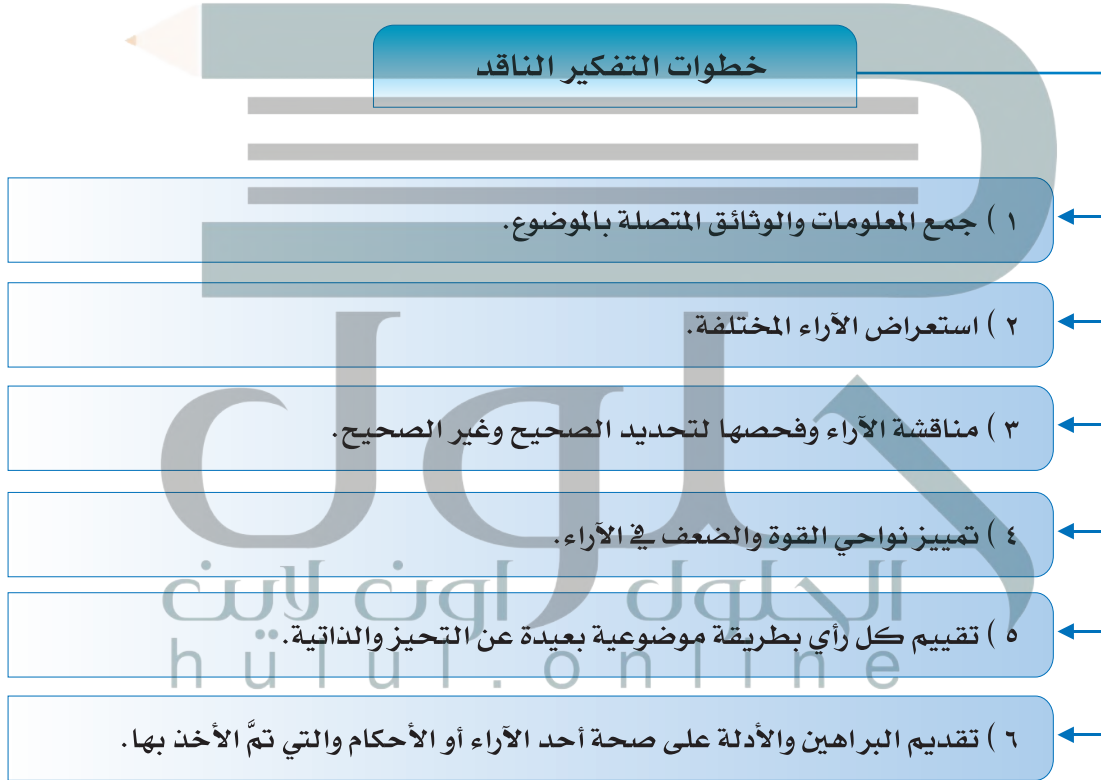 خطوات التفكير الناقد
١ ) جمع المعلومات والوثائق المتصلة بالموضوع.
٢ ) استعراض الآراء المختلفة.
٣ ) مناقشة الآراء وفحصها لتحديد الصحيح وغير الصحيح.
٤ ) تمييز نواحي القوة والضعف في الآراء.
٥ ) تقييم كل رأي بطريقة موضوعية بعيدة عن التحيز والذاتية.
٦ ) تقديم البراهين والأدلة على صحة أحد الآراء أو الأحكام والتي تمَّ الأخذ بها.
حلول
الحلول اون لاين
hulul.online